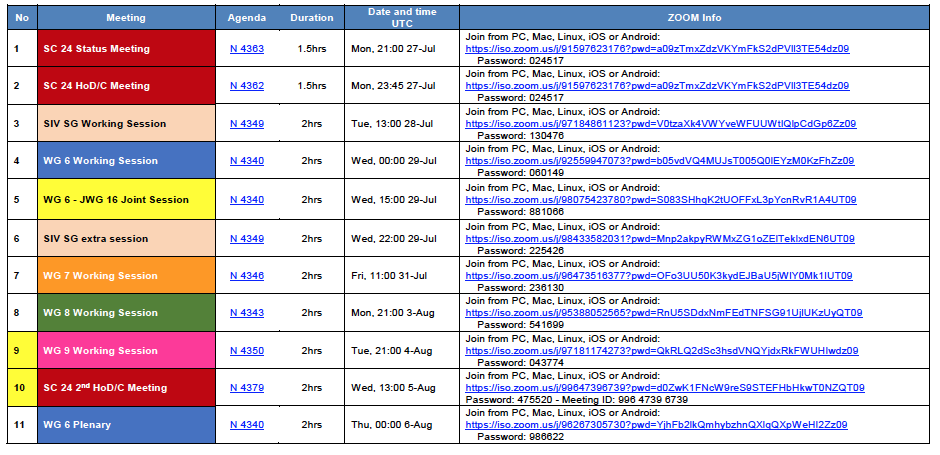 No Meeting Agenda Duration Date and time UTC ZOOM Info
1 SC 24 Status Meeting N 4363 1.5hrs Mon, 21:00 27-Jul Join from PC, Mac, Linux, iOS or Android:
https://iso.zoom.us/j/91597623176?pwd=a09zTmxZdzVKYmFkS2dPVll3TE54dz09
Password: 024517
2 SC 24 HoD/C Meeting N 4362 1.5hrs Mon, 23:45 27-Jul Join from PC, Mac, Linux, iOS or Android:
https://iso.zoom.us/j/91597623176?pwd=a09zTmxZdzVKYmFkS2dPVll3TE54dz09
Password: 024517
3 SIV SG Working Session N 4349 2hrs Tue, 13:00 28-Jul Join from PC, Mac, Linux, iOS or Android:
https://iso.zoom.us/j/97184861123?pwd=V0tzaXk4VWYveWFUUWtIQlpCdGp6Zz09
Password: 130476
4 WG 6 Working Session N 4340 2hrs Wed, 00:00 29-Jul Join from PC, Mac, Linux, iOS or Android:
https://iso.zoom.us/j/92559947073?pwd=b05vdVQ4MUJsT005Q0lEYzM0KzFhZz09
Password: 060149
5 WG 6 - JWG 16 Joint Session N 4340 2hrs Wed, 15:00 29-Jul Join from PC, Mac, Linux, iOS or Android:
https://iso.zoom.us/j/98075423780?pwd=S083SHhqK2tUOFFxL3pYcnRvR1A4UT09
Password: 881066
6 SIV SG extra session N 4349 2hrs Wed, 22:00 29-Jul Join from PC, Mac, Linux, iOS or Android:
https://iso.zoom.us/j/98433582031?pwd=Mnp2akpyRWMxZG1oZElTeklxdEN6UT09
Password: 225426
7 WG 7 Working Session N 4346 2hrs Fri, 11:00 31-Jul Join from PC, Mac, Linux, iOS or Android:
https://iso.zoom.us/j/96473516377?pwd=OFo3UU50K3kydEJBaU5jWlY0Mk1IUT09
Password: 236130
8 WG 8 Working Session N 4343 2hrs Mon, 21:00 3-Aug Join from PC, Mac, Linux, iOS or Android:
https://iso.zoom.us/j/95388052565?pwd=RnU5SDdxNmFEdTNFSG91UjlUKzUyQT09
Password: 541699
9 WG 9 Working Session N 4350 2hrs Tue, 21:00 4-Aug Join from PC, Mac, Linux, iOS or Android:
https://iso.zoom.us/j/97181174273?pwd=QkRLQ2dSc3hsdVNQYjdxRkFWUHIwdz09
Password: 043774
10 SC 24 2nd HoD/C Meeting N 4379 2hrs Wed, 13:00 5-Aug Join from PC, Mac, Linux, iOS or Android:
https://iso.zoom.us/j/99647396739?pwd=d0ZwK1FNcW9reS9STEFHbHkwT0NZQT09
Password: 475520 - Meeting ID: 996 4739 6739
11 WG 6 Plenary N 4340 2hrs Thu, 00:00 6-Aug Join from PC, Mac, Linux, iOS or Android:
https://iso.zoom.us/j/96267305730?pwd=YjhFb2lkQmhybzhnQXlqQXpWeHI2Zz09
Password: 986622